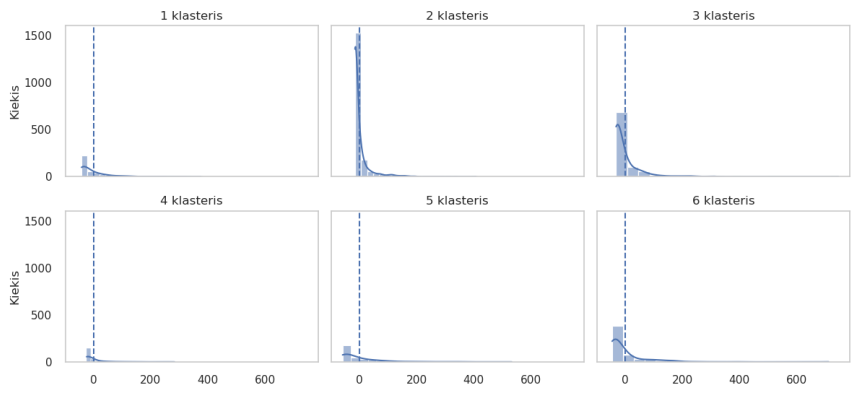 1 klasteris
2 klasteris
3 klasteris
1500
1000
500
0
Kiekis
4 klasteris
5 klasteris
6 klasteris
1500
1000
500
0
Kiekis
0 200 400 600
0 200 400 600
0 200 400 600